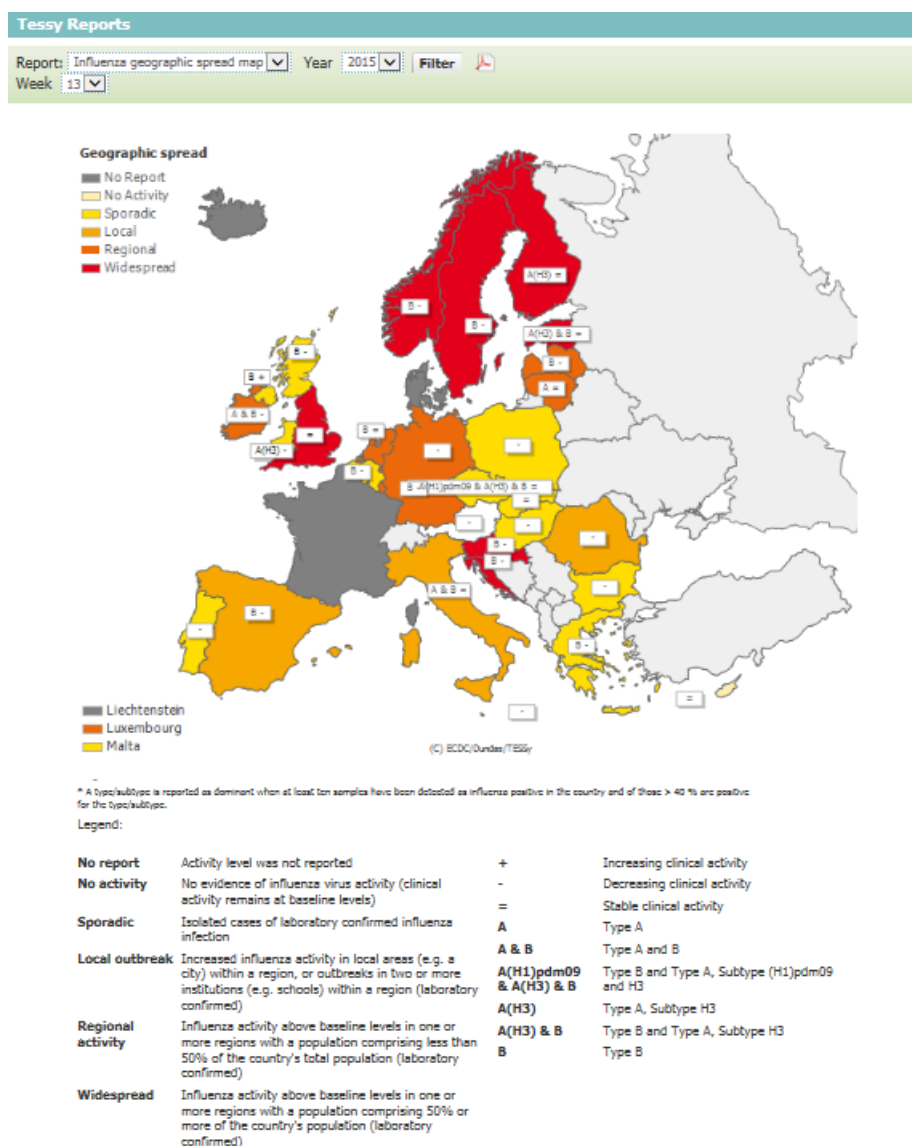 Tessy Reports
Report: Influenza geographic spread map Year 2015 Filter
Week 13
Geographic spread
No Report
No Activity
Sporadic
Local
Regional
Widespread
A(H3) =
B -
B -
A(H3) & B =
B -
B -
A =
B =
A & B -
=
A(H3) -
B =
B -
-
-
B -
A(H1)pdm09 & A(H3) & B =
=
-
-
B -
B -
-
-
A & B =
B -
-
B -
=
-
Liechtenstein
Luxembourg
Malta
(C) ECDC/Dundas/TESSy
* A type/subtype is reported as dominant when at least ten samples have been detected as influenza positive in the country and of those > 40 % are positive
for the type/subtype.
Legend:
No report Activity level was not reported
No activity No evidence of influenza virus activity (clinical
activity remains at baseline levels)
Sporadic Isolated cases of laboratory confirmed influenza
infection
Local outbreak Increased influenza activity in local areas (e.g. a
city) within a region, or outbreaks in two or more
institutions (e.g. schools) within a region (laboratory
confirmed)
Regional
activity
Influenza activity above baseline levels in one or
more regions with a population comprising less than
50% of the country's total population (laboratory
confirmed)
Widespread Influenza activity above baseline levels in one or
more regions with a population comprising 50% or
more of the country's population (laboratory
confirmed)
+ Increasing clinical activity
- Decreasing clinical activity
= Stable clinical activity
A Type A
A & B Type A and B
A(H1)pdm09
& A(H3) & B
Type B and Type A, Subtype (H1)pdm09
and H3
A(H3) Type A, Subtype H3
A(H3) & B Type B and Type A, Subtype H3
B Type B